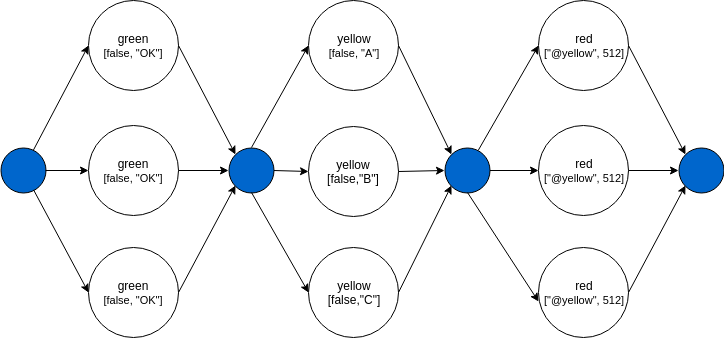 green
[false, "OK"]
yellow
[false, "A"]
red
["@yellow", 512]
green
[false, "OK"]
yellow
[false,"B"]
red
["@yellow", 512]
green
[false, "OK"]
yellow
[false,"C"]
red
["@yellow", 512]